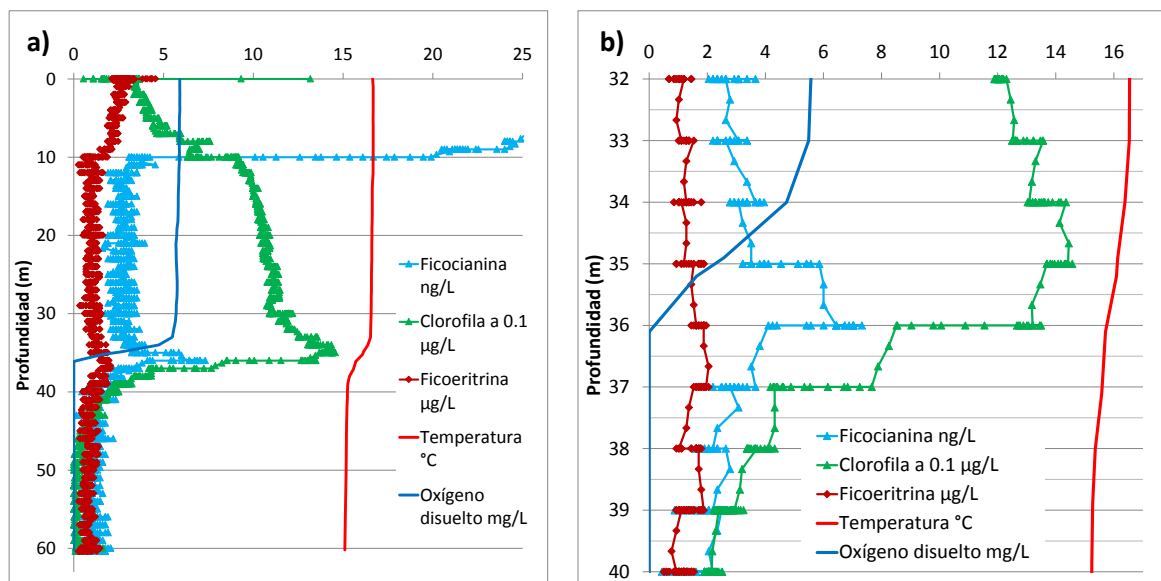 a)
0 5 10 15 20 25
0
10
20
30
40
50
60
Profundidad (m)
Ficocianina
ng/L
Clorofila a 0.1
µg/L
Ficoeritrina
µg/L
Temperatura
°C
Oxígeno
disuelto mg/L
b)
0 2 4 6 8 10 12 14 16
32
33
34
35
36
37
38
39
40
Profundidad (m)
Ficocianina ng/L
Clorofila a 0.1 µg/L
Ficoeritrina µg/L
Temperatura °C
Oxígeno disuelto mg/L